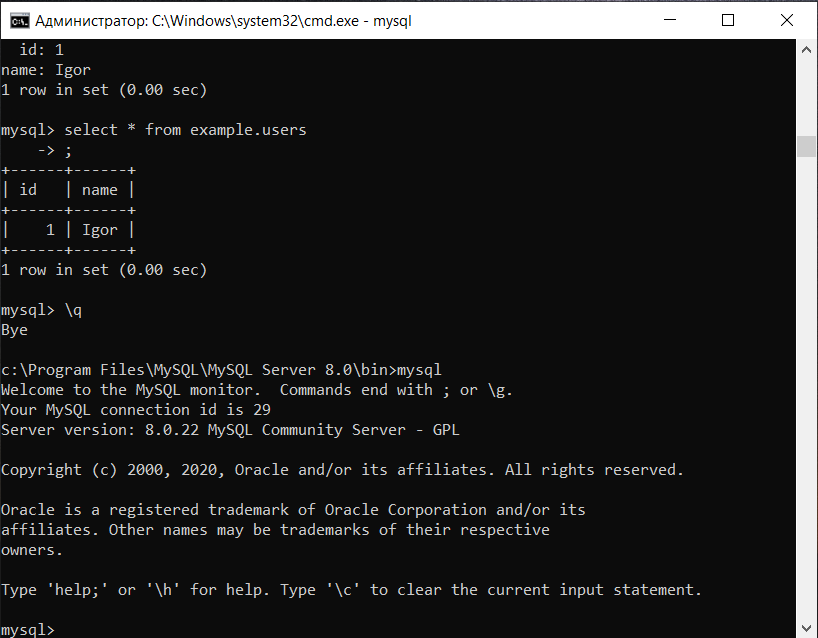 Администратор: C:\Windows\system32\cmd.exe - mysql
  id: 1
name: Igor
1 row in set (0.00 sec)

mysql> select * from example.users
    -> ;
+------+------+
| id   | name |
+------+------+
|    1 | Igor |
+------+------+
1 row in set (0.00 sec)

mysql> \q
Bye

c:\Program Files\MySQL\MySQL Server 8.0\bin>mysql
Welcome to the MySQL monitor.  Commands end with ; or \g.
Your MySQL connection id is 29
Server version: 8.0.22 MySQL Community Server - GPL

Copyright (c) 2000, 2020, Oracle and/or its affiliates. All rights reserved.

Oracle is a registered trademark of Oracle Corporation and/or its
affiliates. Other names may be trademarks of their respective
owners.

Type 'help;' or '\h' for help. Type '\c' to clear the current input statement.

mysql>